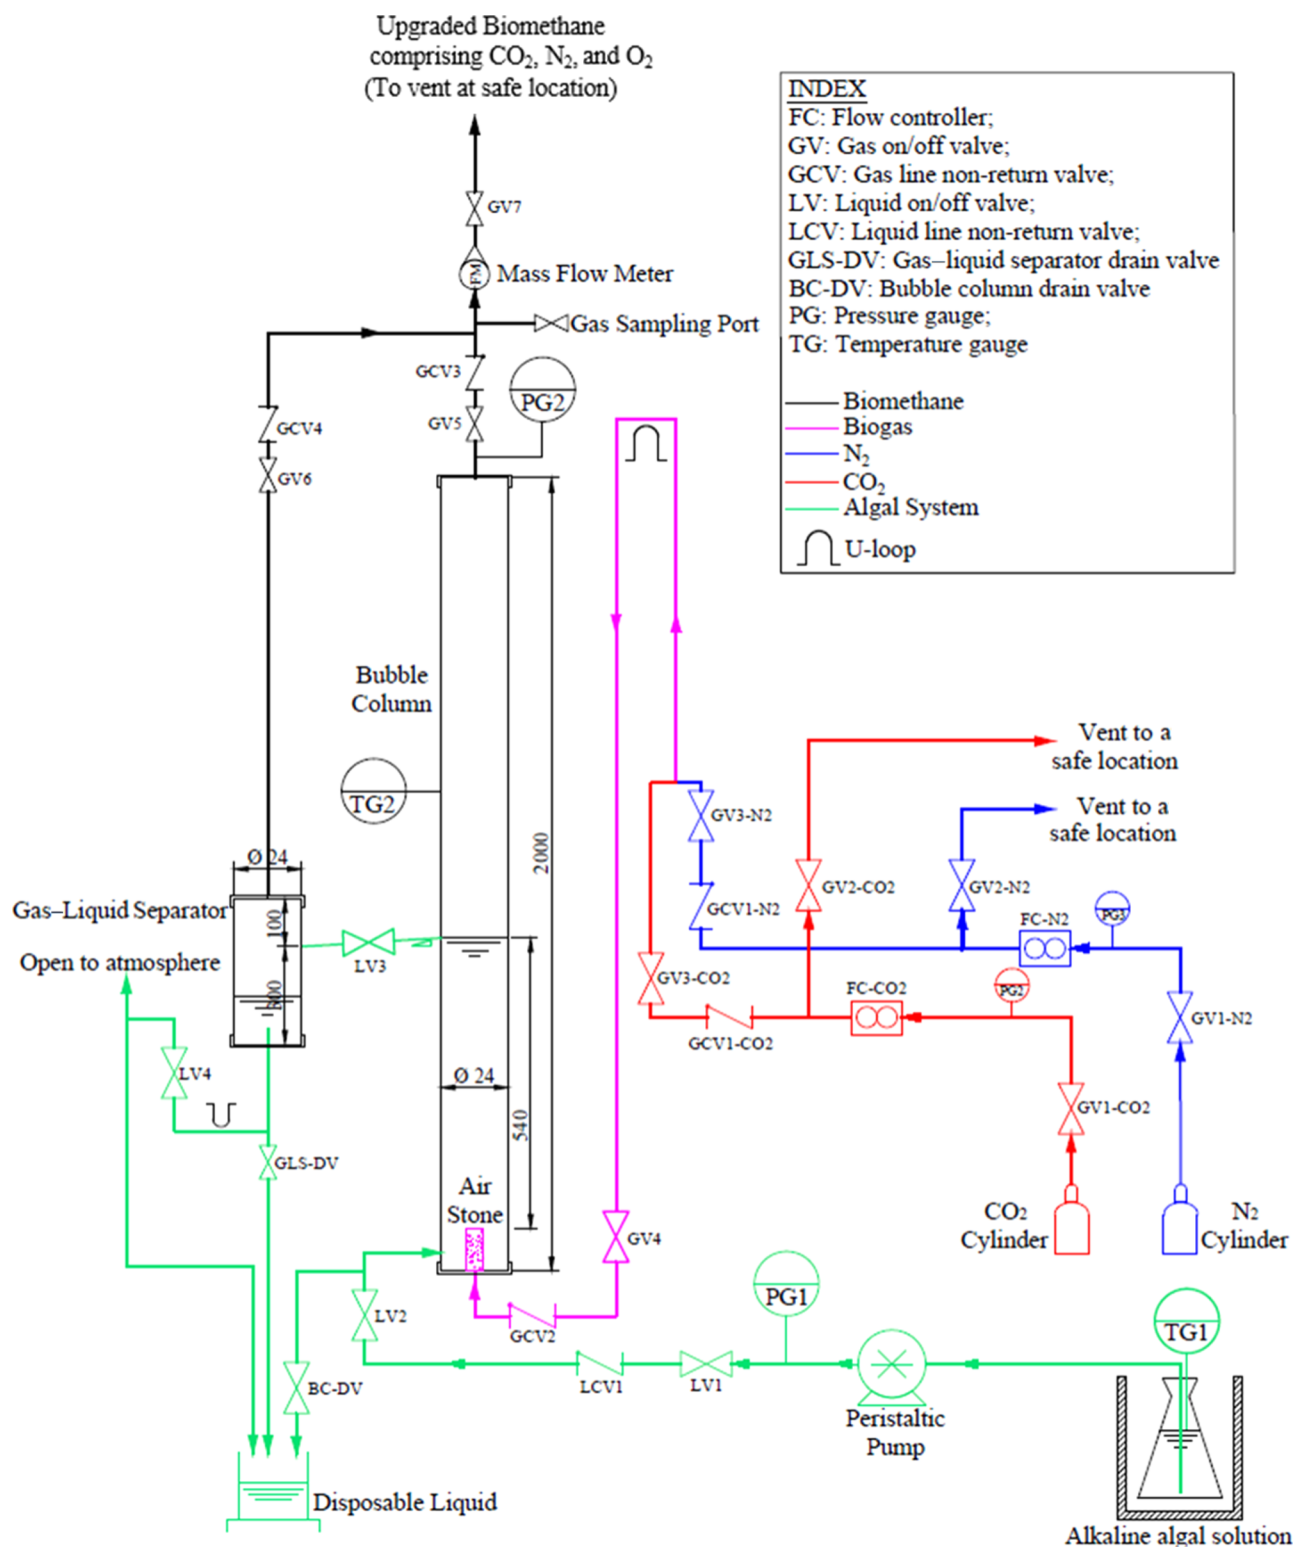 Upgraded Biomethane
comprising CO₂, N₂, and O₂
(To vent at safe location)
INDEX
FC: Flow controller;
GV: Gas on/off valve;
GCV: Gas line non-return valve;
LV: Liquid on/off valve;
LCV: Liquid line non-return valve;
GLS-DV: Gas–liquid separator drain valve
BC-DV: Bubble column drain valve
PG: Pressure gauge;
TG: Temperature gauge
Biomethane
Biogas
N₂
CO₂
Algal System
U-loop
GV7
FM
Mass Flow Meter
Gas Sampling Port
GCV3
PG2
GV5
GCV4
GV6
Bubble
Column
TG2
2000
Vent to a
safe location
Vent to a
safe location
GV3-N2
GV2-CO2
GV2-N2
GCV1-N2
FC-N2
PG3
Ø 24
Gas–Liquid Separator
100
Open to atmosphere
LV3
GV3-CO2
FC-CO2
PG2
GV1-N2
GCV1-CO2
LV4
Ø 24
540
GV1-CO2
GLS-DV
Air
Stone
CO2
Cylinder
N2
Cylinder
GV4
PG1
TG1
LV2
GCV2
BC-DV
LCV1
LV1
Peristaltic
Pump
Disposable Liquid
Alkaline algal solution